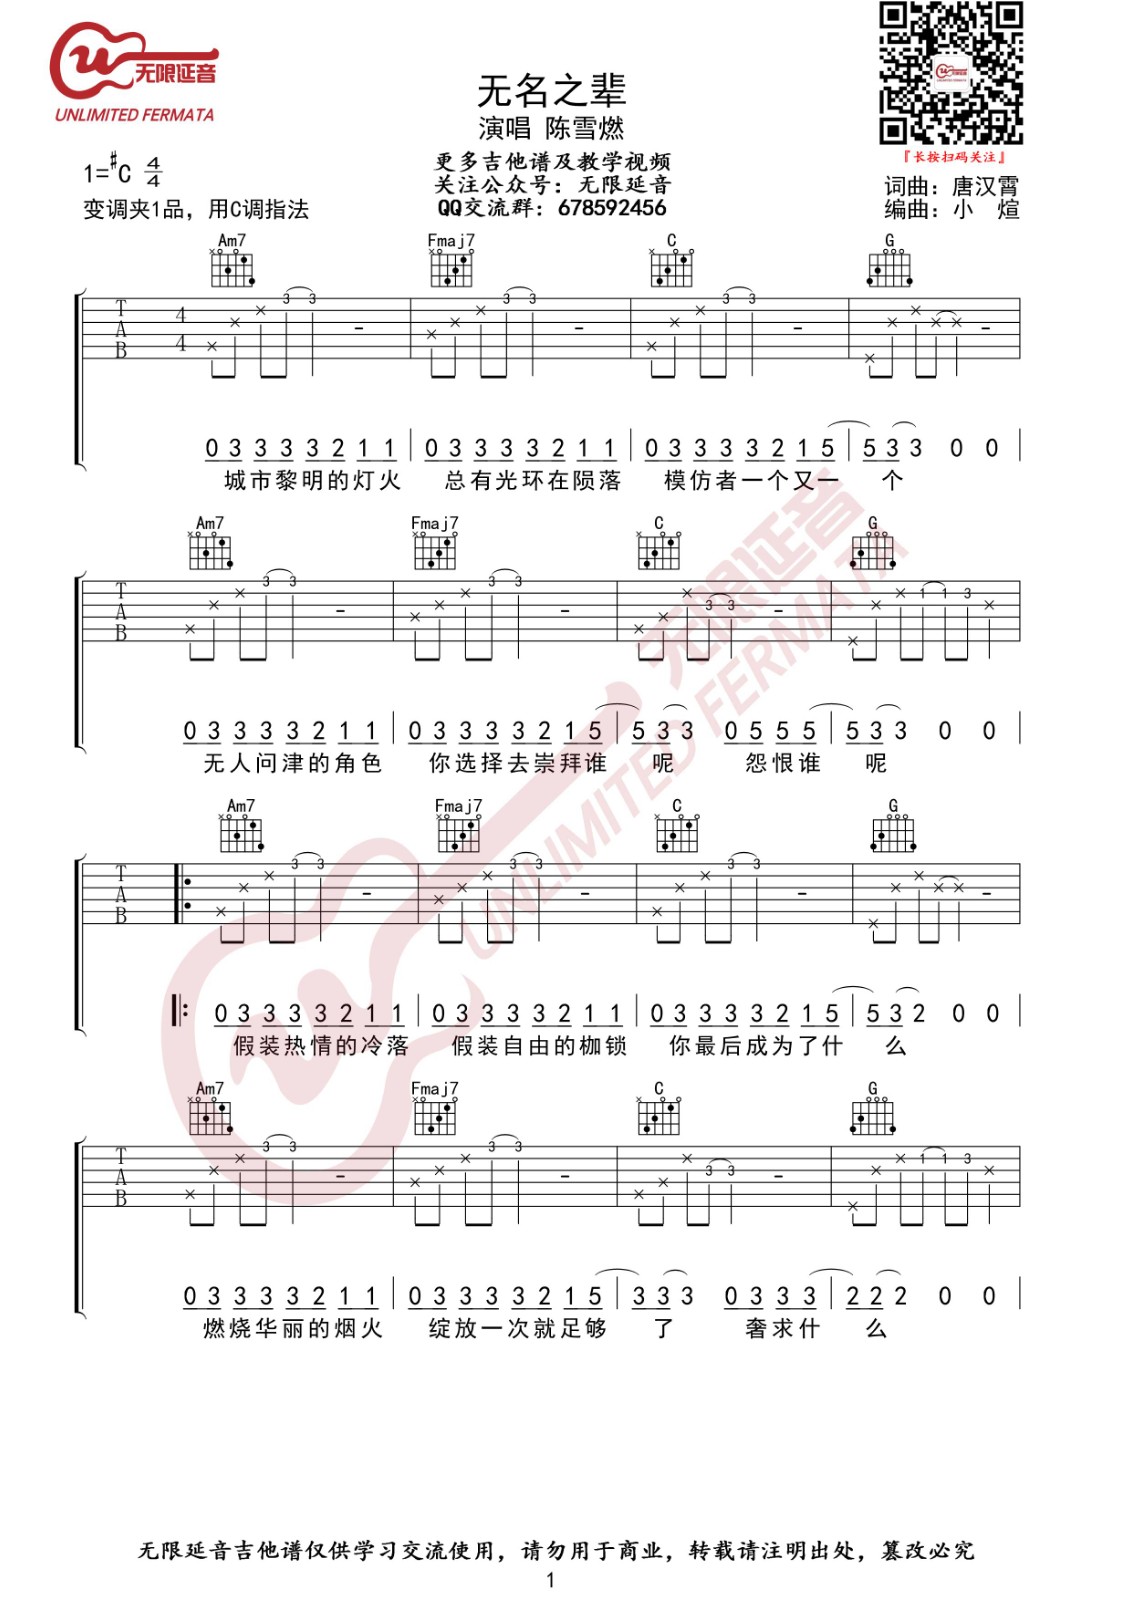 无限延音
UNLIMITED FERMATA
无名之辈
演唱 陈雪燃
更多吉他谱及教学视频
关注公众号：无限延音
QQ交流群：678592456
1=#C 4/4
变调夹1品，用C调指法
『长按扫码关注』
词曲：唐汉霄
编曲：小 煊
Am7 Fmaj7 C G
T A B 4 4 3 3 - 3 3 - 3 3 - -
0 3 3 3 3 2 1 1 | 0 3 3 3 3 2 1 1 | 0 3 3 3 3 2 1 5 | 5 3 3 0 0 |
城市黎明的灯火 总有光环在陨落 模仿者一个又一 个
Am7 Fmaj7 C G
T A B 3 3 - 3 3 - 3 3 - 1 1 3
0 3 3 3 3 2 1 1 | 0 3 3 3 3 2 1 5 | 5 3 3 0 5 5 5 | 5 3 3 0 0 |
无人问津的角色 你选择去崇拜谁 呢 怨恨谁 呢
Am7 Fmaj7 C G
T A B 3 3 - 3 3 - 3 3 - -
0 3 3 3 3 2 1 1 | 0 3 3 3 3 2 1 1 | 0 3 3 3 3 2 1 5 | 5 3 2 0 0 |
假装热情的冷落 假装自由的枷锁 你最后成为了什 么
Am7 Fmaj7 C G
T A B 3 3 - 3 3 - 3 3 - 1 1 3
0 3 3 3 3 2 1 1 | 0 3 3 3 3 2 1 5 | 3 3 3 0 3 3 3 | 2 2 2 0 0 |
燃烧华丽的烟火 绽放一次就足够 了 奢求什 么
无限延音
UNLIMITED FERMATA
无限延音吉他谱仅供学习交流使用，请勿用于商业，转载请注明出处，篡改必究
1